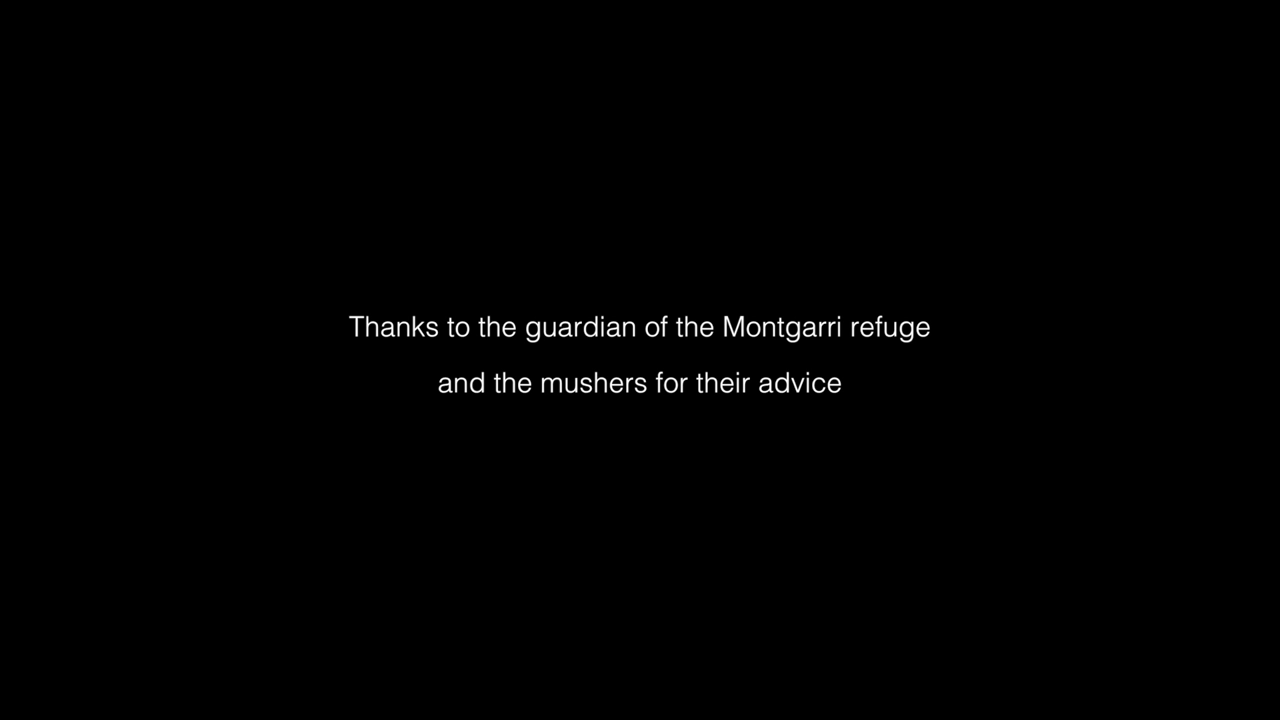 Thanks to the guardian of the Montgarri refuge
and the mushers for their advice